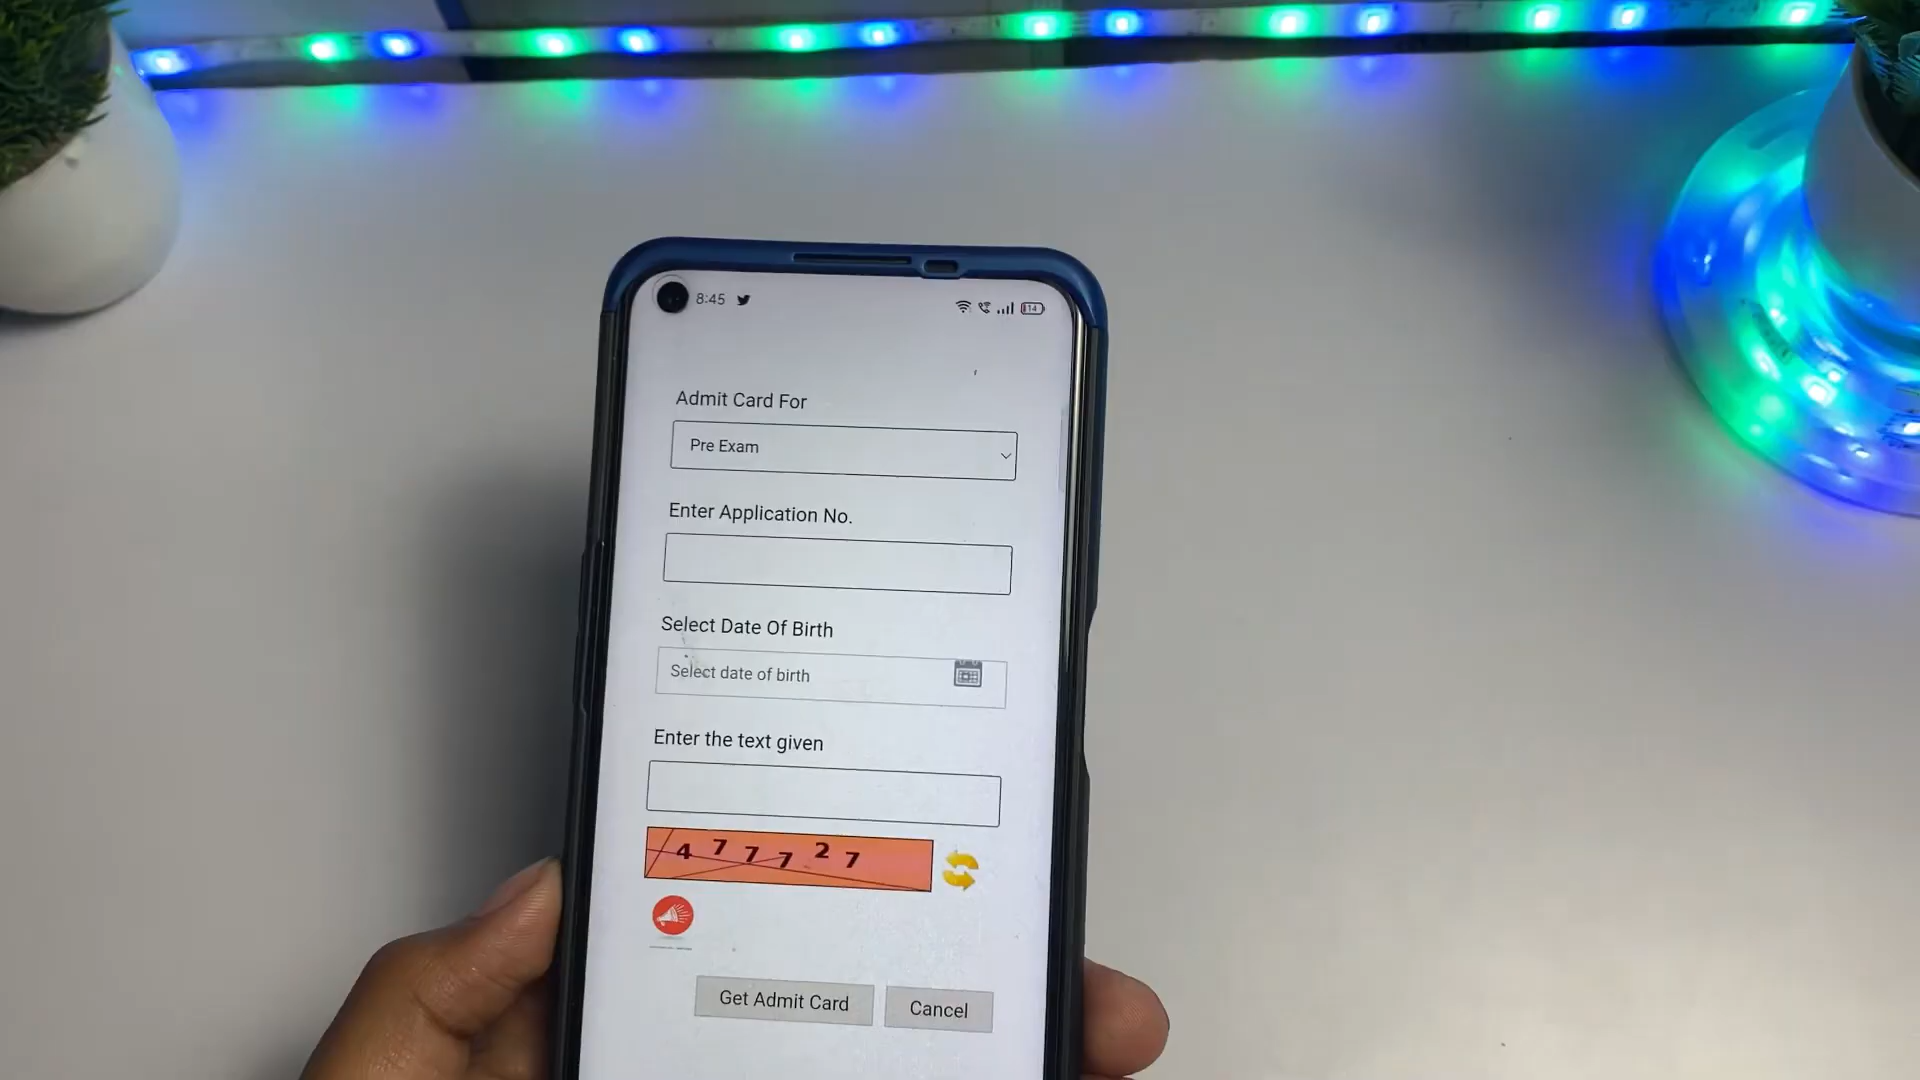 8:45
14
Admit Card For
Pre Exam
Enter Application No.
Select Date Of Birth
Select date of birth
Enter the text given
4 7 7 7 2 7
Get Admit Card
Cancel